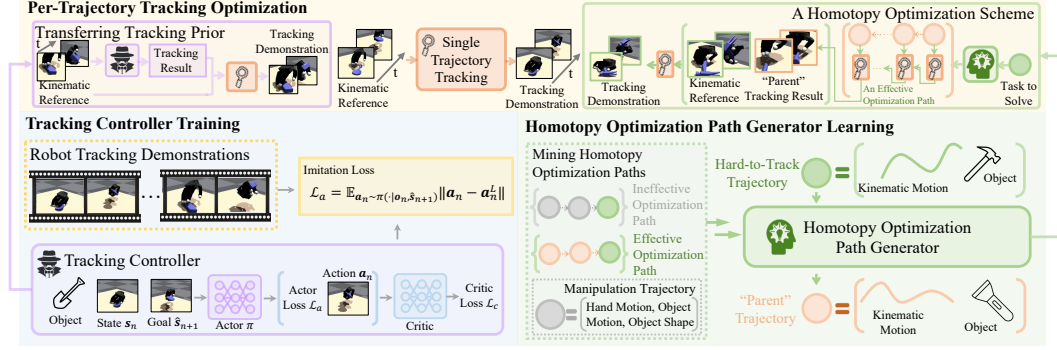 Per-Trajectory Tracking Optimization
Transferring Tracking Prior
t
Kinematic
Reference
Tracking
Result
Tracking
Demonstration
Kinematic
Reference
t
Single
Trajectory
Tracking
t
Tracking
Demonstration
A Homotopy Optimization Scheme
Tracking
Demonstration
Kinematic
Reference
“Parent”
Tracking Result
An Effective
Optimization Path
Task to
Solve
Tracking Controller Training
Robot Tracking Demonstrations
...
Imitation Loss
ℒₐ = 𝔼_{𝒂ₙ~π(·|𝒐ₙ,ŝₙ₊₁)}‖𝒂ₙ − 𝒂ₙᴸ‖
Tracking Controller
Object
State 𝒔ₙ
Goal ŝₙ₊₁
Actor π
Actor
Loss ℒₐ
Action 𝒂ₙ
Critic
Critic
Loss ℒ_c
Homotopy Optimization Path Generator Learning
Mining Homotopy
Optimization Paths
Ineffective
Optimization
Path
Effective
Optimization
Path
Manipulation Trajectory
Hand Motion, Object
Motion, Object Shape
Hard-to-Track
Trajectory
Kinematic Motion
Object
Homotopy Optimization
Path Generator
“Parent”
Trajectory
Kinematic
Motion
Object